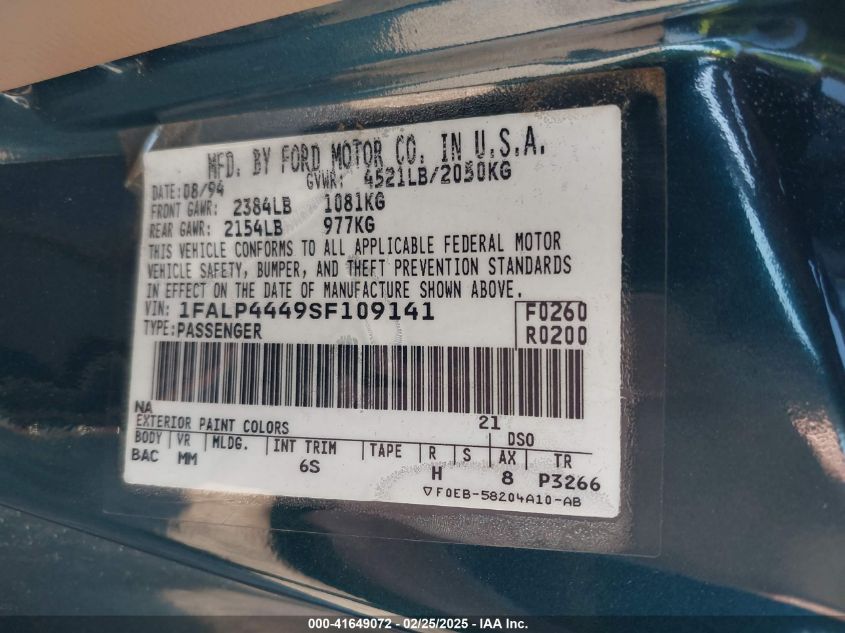 MFD. BY FORD MOTOR CO. IN U.S.A.
DATE: 08/94 GVWR: 4521LB/2050KG
FRONT GAWR: 2384LB 1081KG
REAR GAWR: 2154LB 977KG
THIS VEHICLE CONFORMS TO ALL APPLICABLE FEDERAL MOTOR
VEHICLE SAFETY, BUMPER, AND THEFT PREVENTION STANDARDS
IN EFFECT ON THE DATE OF MANUFACTURE SHOWN ABOVE.
VIN: 1FALP4449SF109141 F0260
TYPE: PASSENGER R0200
NA 21
EXTERIOR PAINT COLORS DSO
BODY VR MLDG. INT TRIM TAPE R S AX TR
BAC MM 6S H 8 P3266
▽F0EB-58204A10-AB
000-41649072 - 02/25/2025 - IAA Inc.